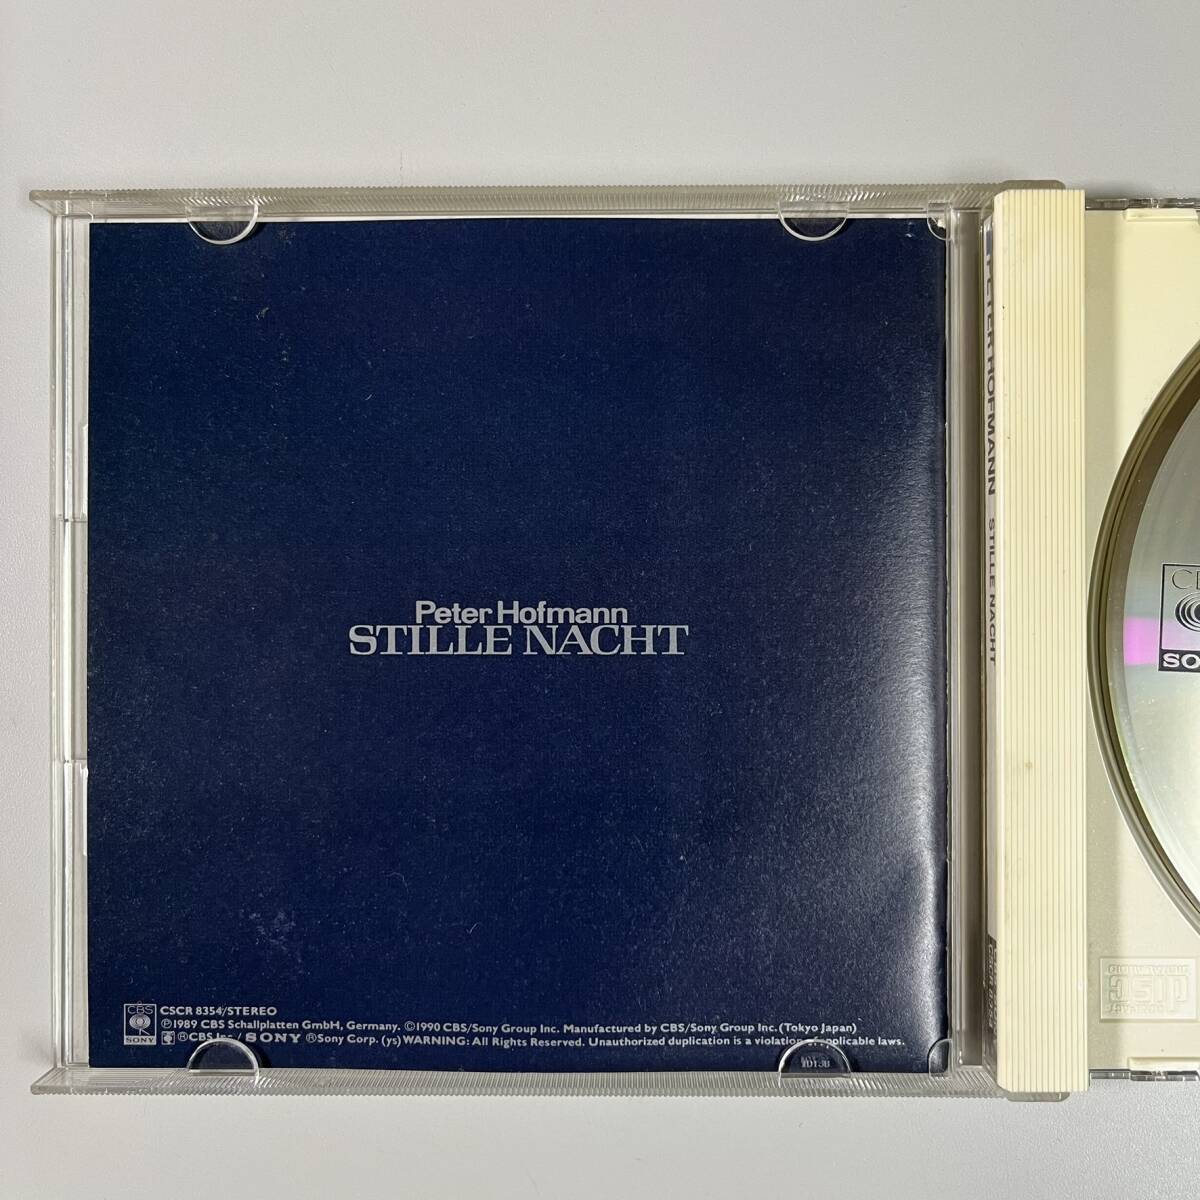 Peter Hofmann
STILLE NACHT
CBS
SONY
CSCR 8354/STEREO
Ⓟ1989 CBS Schallplatten GmbH, Germany. ©1990 CBS/Sony Group Inc. Manufactured by CBS/Sony Group Inc. (Tokyo Japan)
®CBS Inc./SONY ®Sony Corp. (ys) WARNING: All Rights Reserved. Unauthorized duplication is a violation of applicable laws.
PETER HOFMANN STILLE NACHT